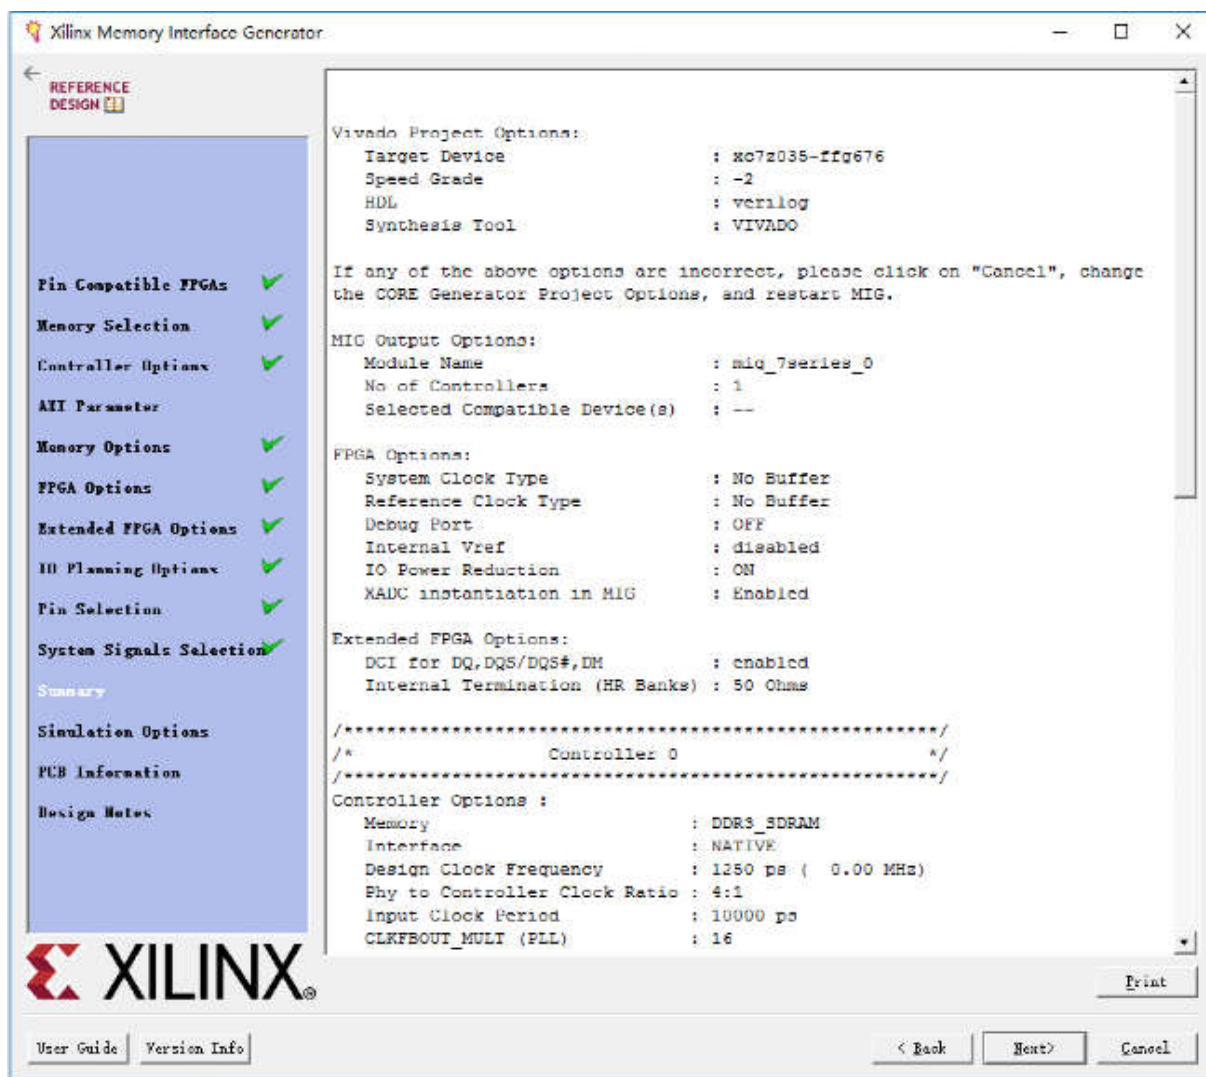 Xilinx Memory Interface Generator
REFERENCE
DESIGN
Pin Compatible FPGAs
Memory Selection
Controller Options
AXI Parameter
Memory Options
FPGA Options
Extended FPGA Options
IO Planning Options
Pin Selection
System Signals Selection
Summary
Simulation Options
PCB Information
Design Notes
Vivado Project Options:
Target Device : xc7z035-ffg676
Speed Grade : -2
HDL : verilog
Synthesis Tool : VIVADO
If any of the above options are incorrect, please click on "Cancel", change
the CORE Generator Project Options, and restart MIG.
MIG Output Options:
Module Name : mig_7series_0
No of Controllers : 1
Selected Compatible Device(s) : --
FPGA Options:
System Clock Type : No Buffer
Reference Clock Type : No Buffer
Debug Port : OFF
Internal Vref : disabled
IO Power Reduction : ON
XADC instantiation in MIG : Enabled
Extended FPGA Options:
DCI for DQ,DQS/DQS#,DM : enabled
Internal Termination (HR Banks) : 50 Ohms
/*******************************************************/
/* Controller 0 */
/*******************************************************/
Controller Options :
Memory : DDR3_SDRAM
Interface : NATIVE
Design Clock Frequency : 1250 ps ( 0.00 MHz)
Phy to Controller Clock Ratio : 4:1
Input Clock Period : 10000 ps
CLKFBOUT_MULT (PLL) : 16
XILINX®
Print
User Guide
Version Info
< Back
Next>
Cancel